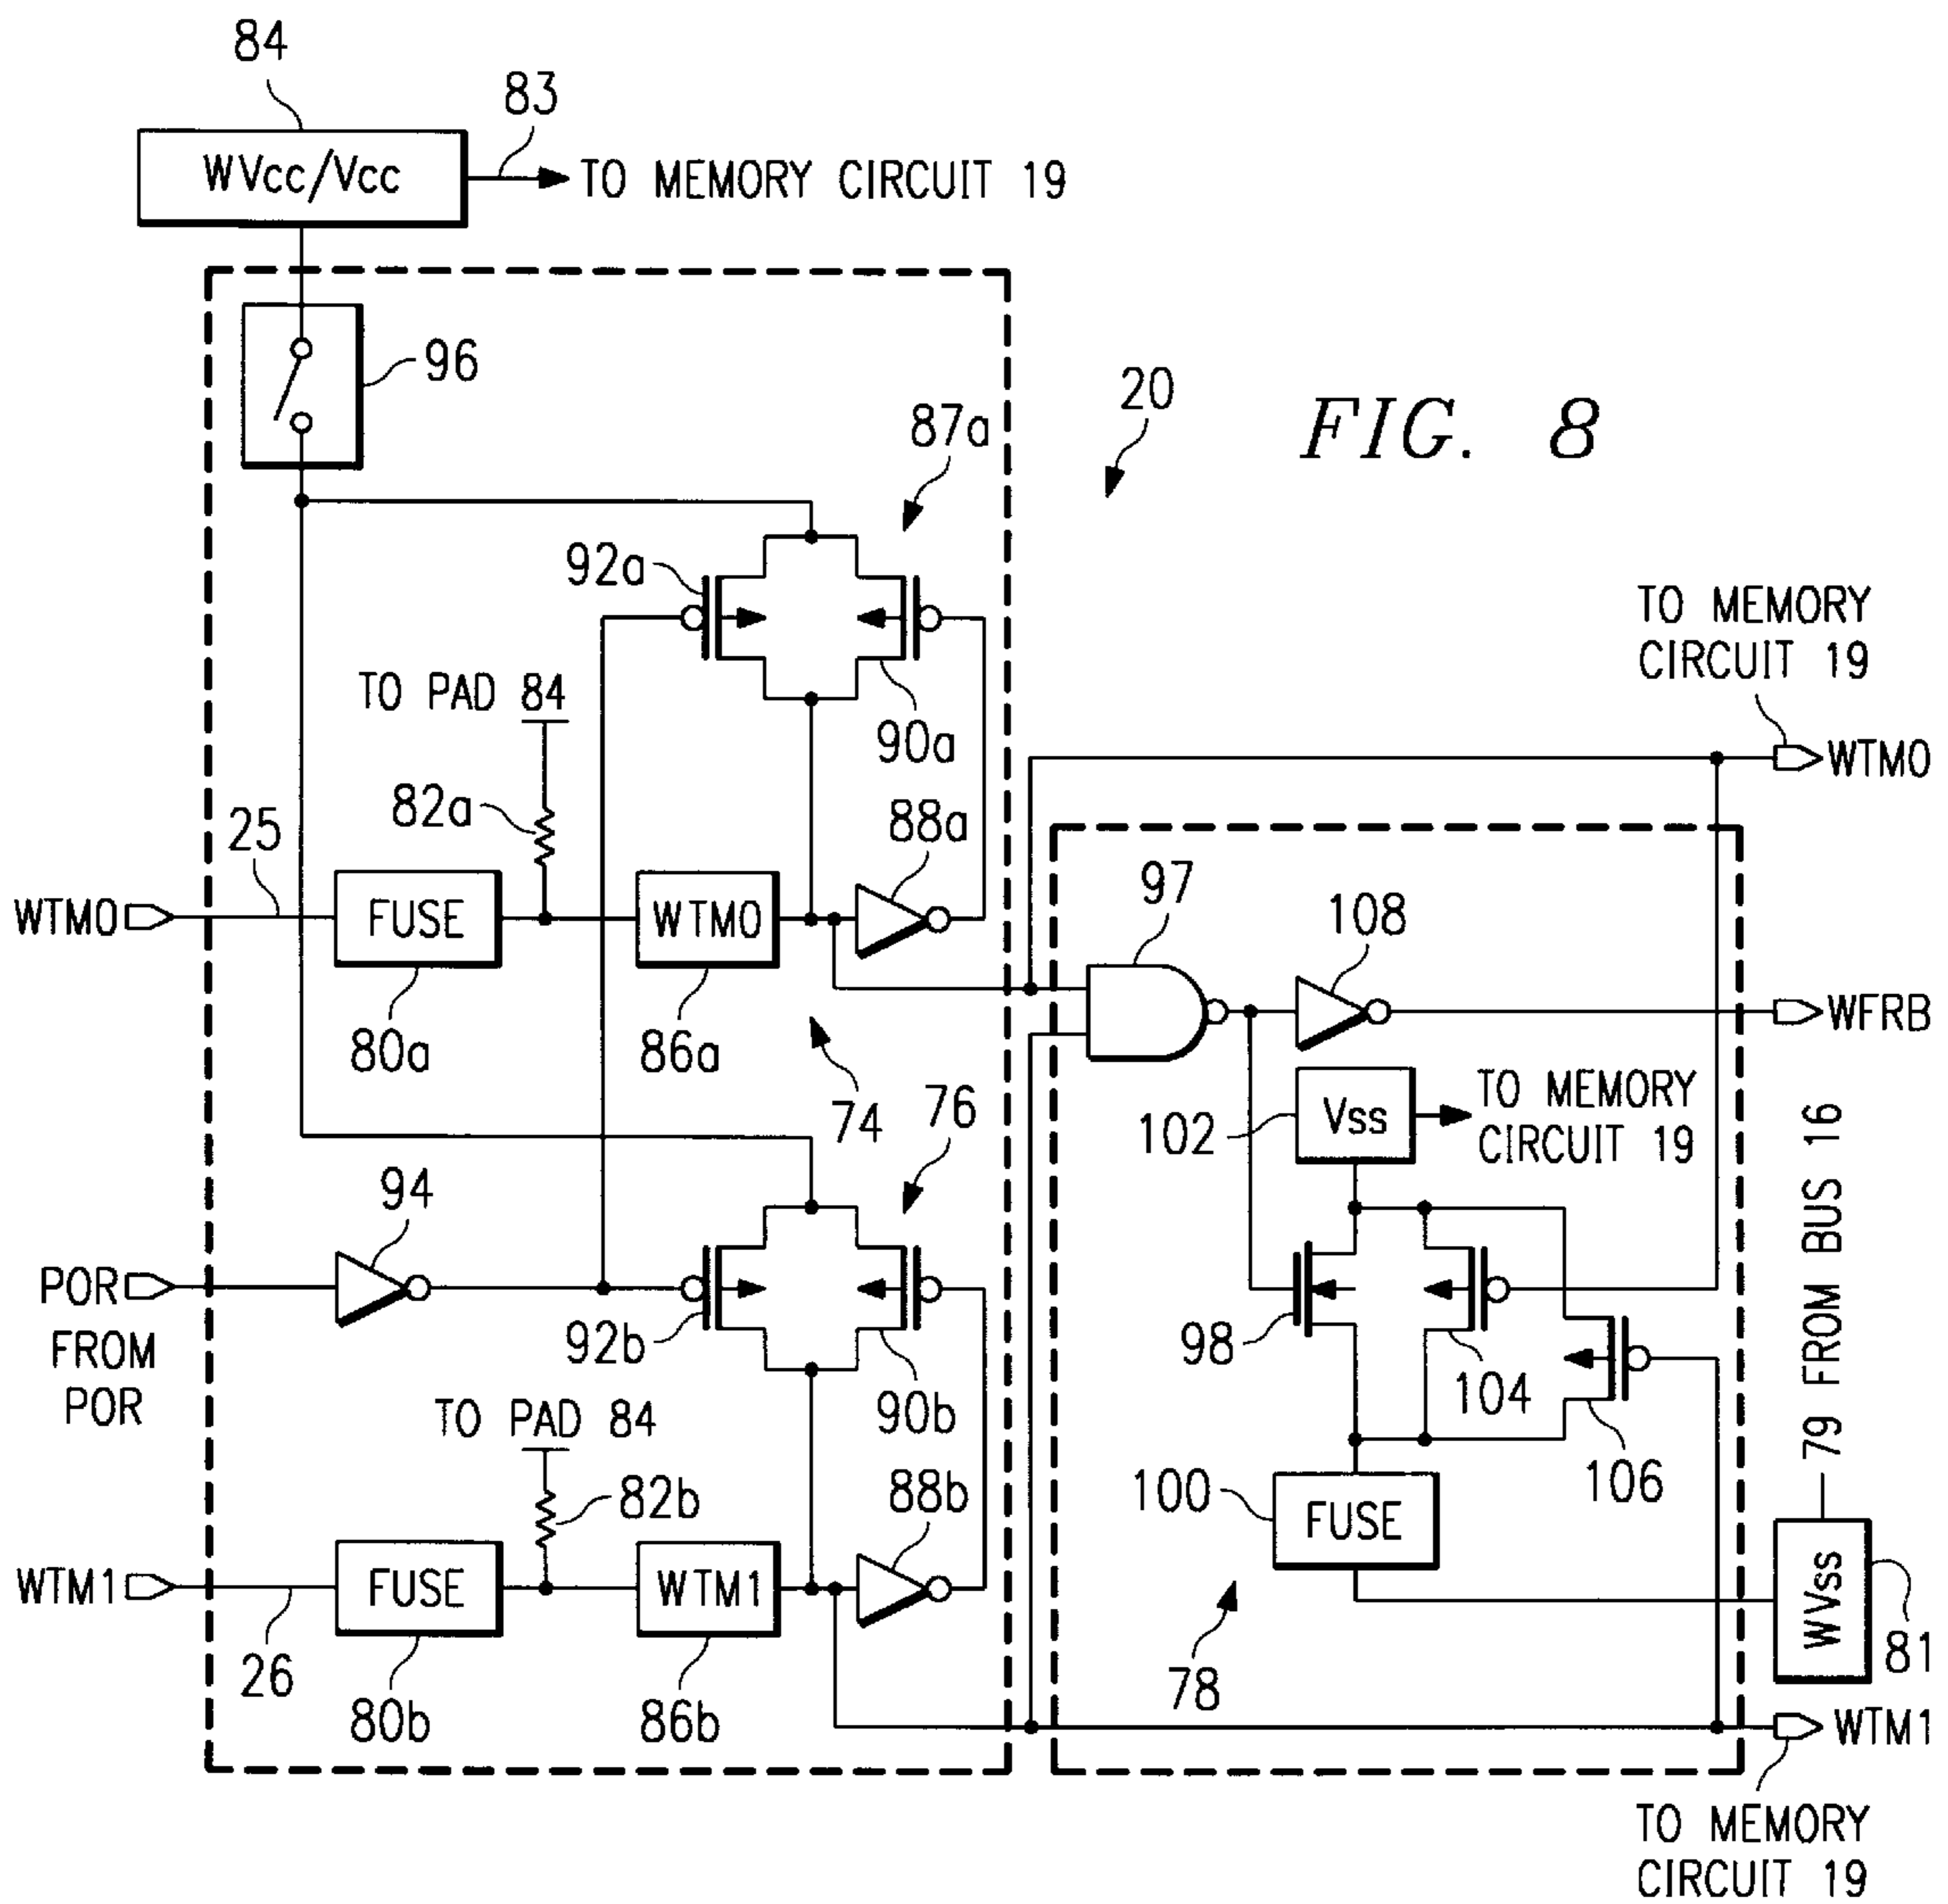 84
83
WVcc/Vcc
TO MEMORY CIRCUIT 19
96
20
FIG. 8
87a
92a
TO MEMORY
CIRCUIT 19
TO PAD 84
90a
WTM0
82a
88a
25
97
WTM0
FUSE
WTM0
108
80a
86a
WFRB
74
76
102
Vss
TO MEMORY
CIRCUIT 19
94
POR
FROM
POR
92b
98
104
90b
106
TO PAD 84
82b
88b
100
FUSE
79 FROM BUS 16
WTM1
FUSE
WTM1
WVss
81
26
80b
86b
78
WTM1
TO MEMORY
CIRCUIT 19